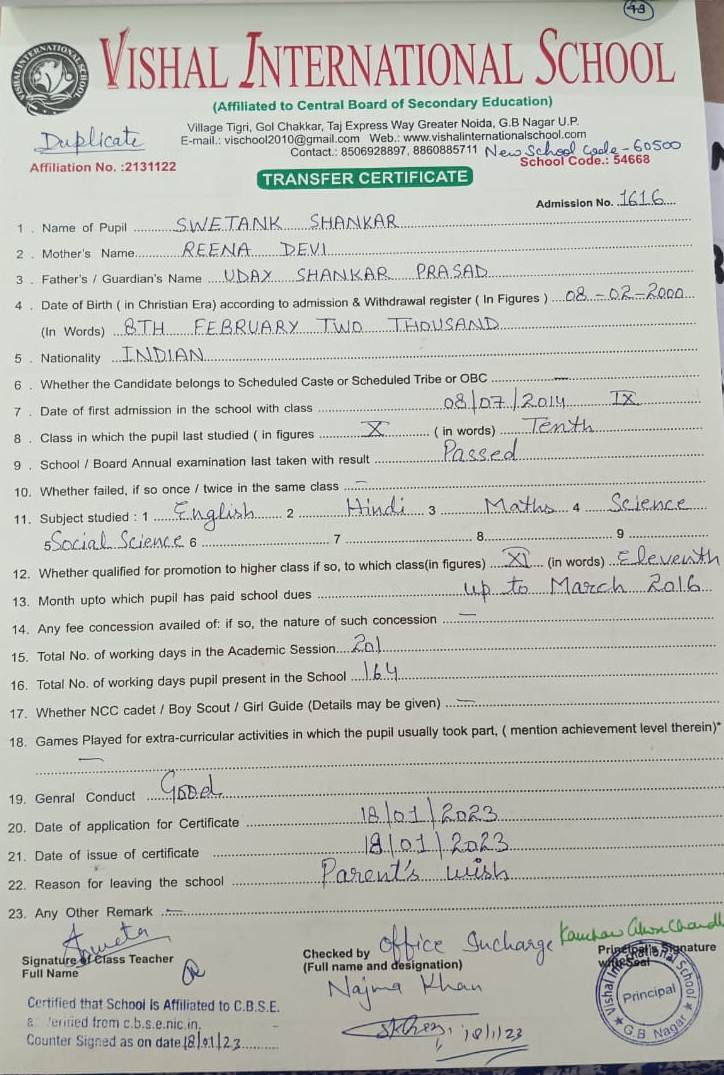 49
VISHAL INTERNATIONAL SCHOOL
VISHAL INTERNATIONAL SCHOOL
(Affiliated to Central Board of Secondary Education)
Village Tigri, Gol Chakkar, Taj Express Way Greater Noida, G.B Nagar U.P.
Duplicate
E-mail.: vischool2010@gmail.com Web.: www.vishalinternationalschool.com
Contact.: 8506928897, 8860885711 New School Code - 60500
Affiliation No. :2131122
School Code.: 54668
TRANSFER CERTIFICATE
Admission No. 1616
1 . Name of Pupil SWETANK SHANKAR
2 . Mother's Name REENA DEVI
3 . Father's / Guardian's Name UDAY SHANKAR PRASAD
4 . Date of Birth ( in Christian Era) according to admission & Withdrawal register ( In Figures ) 08-02-2000
(In Words) 8TH FEBRUARY TWO THOUSAND
5 . Nationality INDIAN
6 . Whether the Candidate belongs to Scheduled Caste or Scheduled Tribe or OBC —
7 . Date of first admission in the school with class 08/07/2014 IX
8 . Class in which the pupil last studied ( in figures X ( in words) Tenth
9 . School / Board Annual examination last taken with result Passed
10. Whether failed, if so once / twice in the same class —
11. Subject studied : 1 English 2 Hindi 3 Maths 4 Science
5 Social Science 6 7 8. 9
12. Whether qualified for promotion to higher class if so, to which class(in figures) XI (in words) Eleventh
13. Month upto which pupil has paid school dues up to March 2016
14. Any fee concession availed of: if so, the nature of such concession —
15. Total No. of working days in the Academic Session 201
16. Total No. of working days pupil present in the School 164
17. Whether NCC cadet / Boy Scout / Girl Guide (Details may be given) —
18. Games Played for extra-curricular activities in which the pupil usually took part, ( mention achievement level therein)*
—
19. Genral Conduct Good
20. Date of application for Certificate 18/01/2023
21. Date of issue of certificate 18/01/2023
22. Reason for leaving the school Parent's wish
23. Any Other Remark —
Signature of Class Teacher
Full Name
Checked by Office Incharge
(Full name and designation)
Najma Khan
Principal's Signature
with Seal
Vishal International School
Principal
G.B. Nagar
Certified that School is Affiliated to C.B.S.E.
& Verified from c.b.s.e.nic.in.
Counter Signed as on date 18/01/23
18/1/23